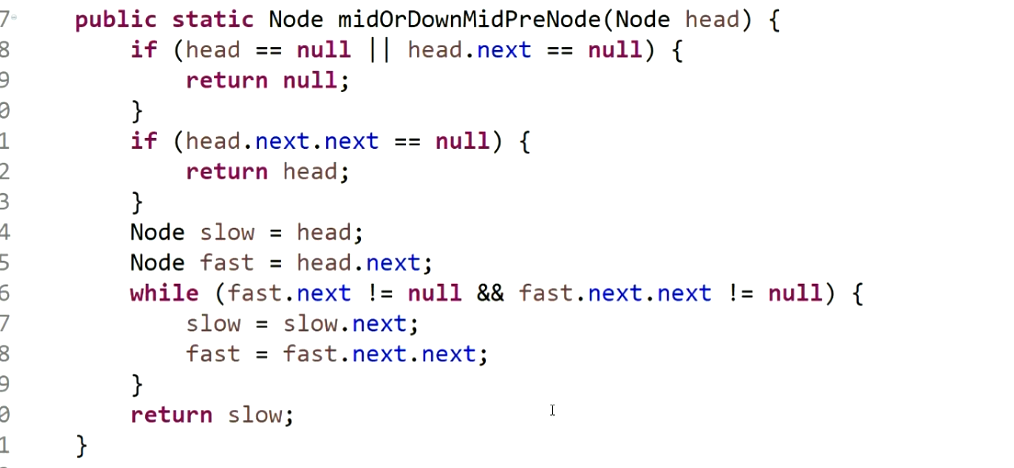 7 public static Node midOrDownMidPreNode(Node head) {
8 if (head == null || head.next == null) {
9 return null;
0 }
1 if (head.next.next == null) {
2 return head;
3 }
4 Node slow = head;
5 Node fast = head.next;
6 while (fast.next != null && fast.next.next != null) {
7 slow = slow.next;
8 fast = fast.next.next;
9 }
0 return slow;
1 }